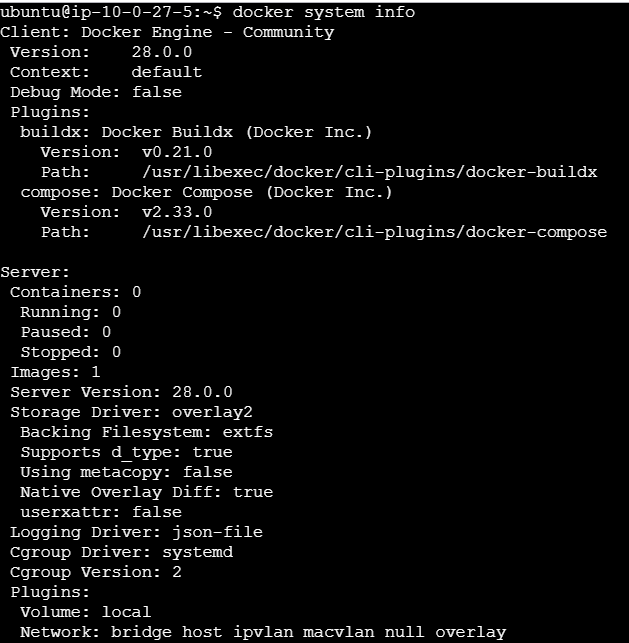 ubuntu@ip-10-0-27-5:~$ docker system info
Client: Docker Engine - Community
 Version:    28.0.0
 Context:    default
 Debug Mode: false
 Plugins:
  buildx: Docker Buildx (Docker Inc.)
    Version:  v0.21.0
    Path:     /usr/libexec/docker/cli-plugins/docker-buildx
  compose: Docker Compose (Docker Inc.)
    Version:  v2.33.0
    Path:     /usr/libexec/docker/cli-plugins/docker-compose

Server:
 Containers: 0
  Running: 0
  Paused: 0
  Stopped: 0
 Images: 1
 Server Version: 28.0.0
 Storage Driver: overlay2
  Backing Filesystem: extfs
  Supports d_type: true
  Using metacopy: false
  Native Overlay Diff: true
  userxattr: false
 Logging Driver: json-file
 Cgroup Driver: systemd
 Cgroup Version: 2
 Plugins:
  Volume: local
  Network: bridge host ipvlan macvlan null overlay